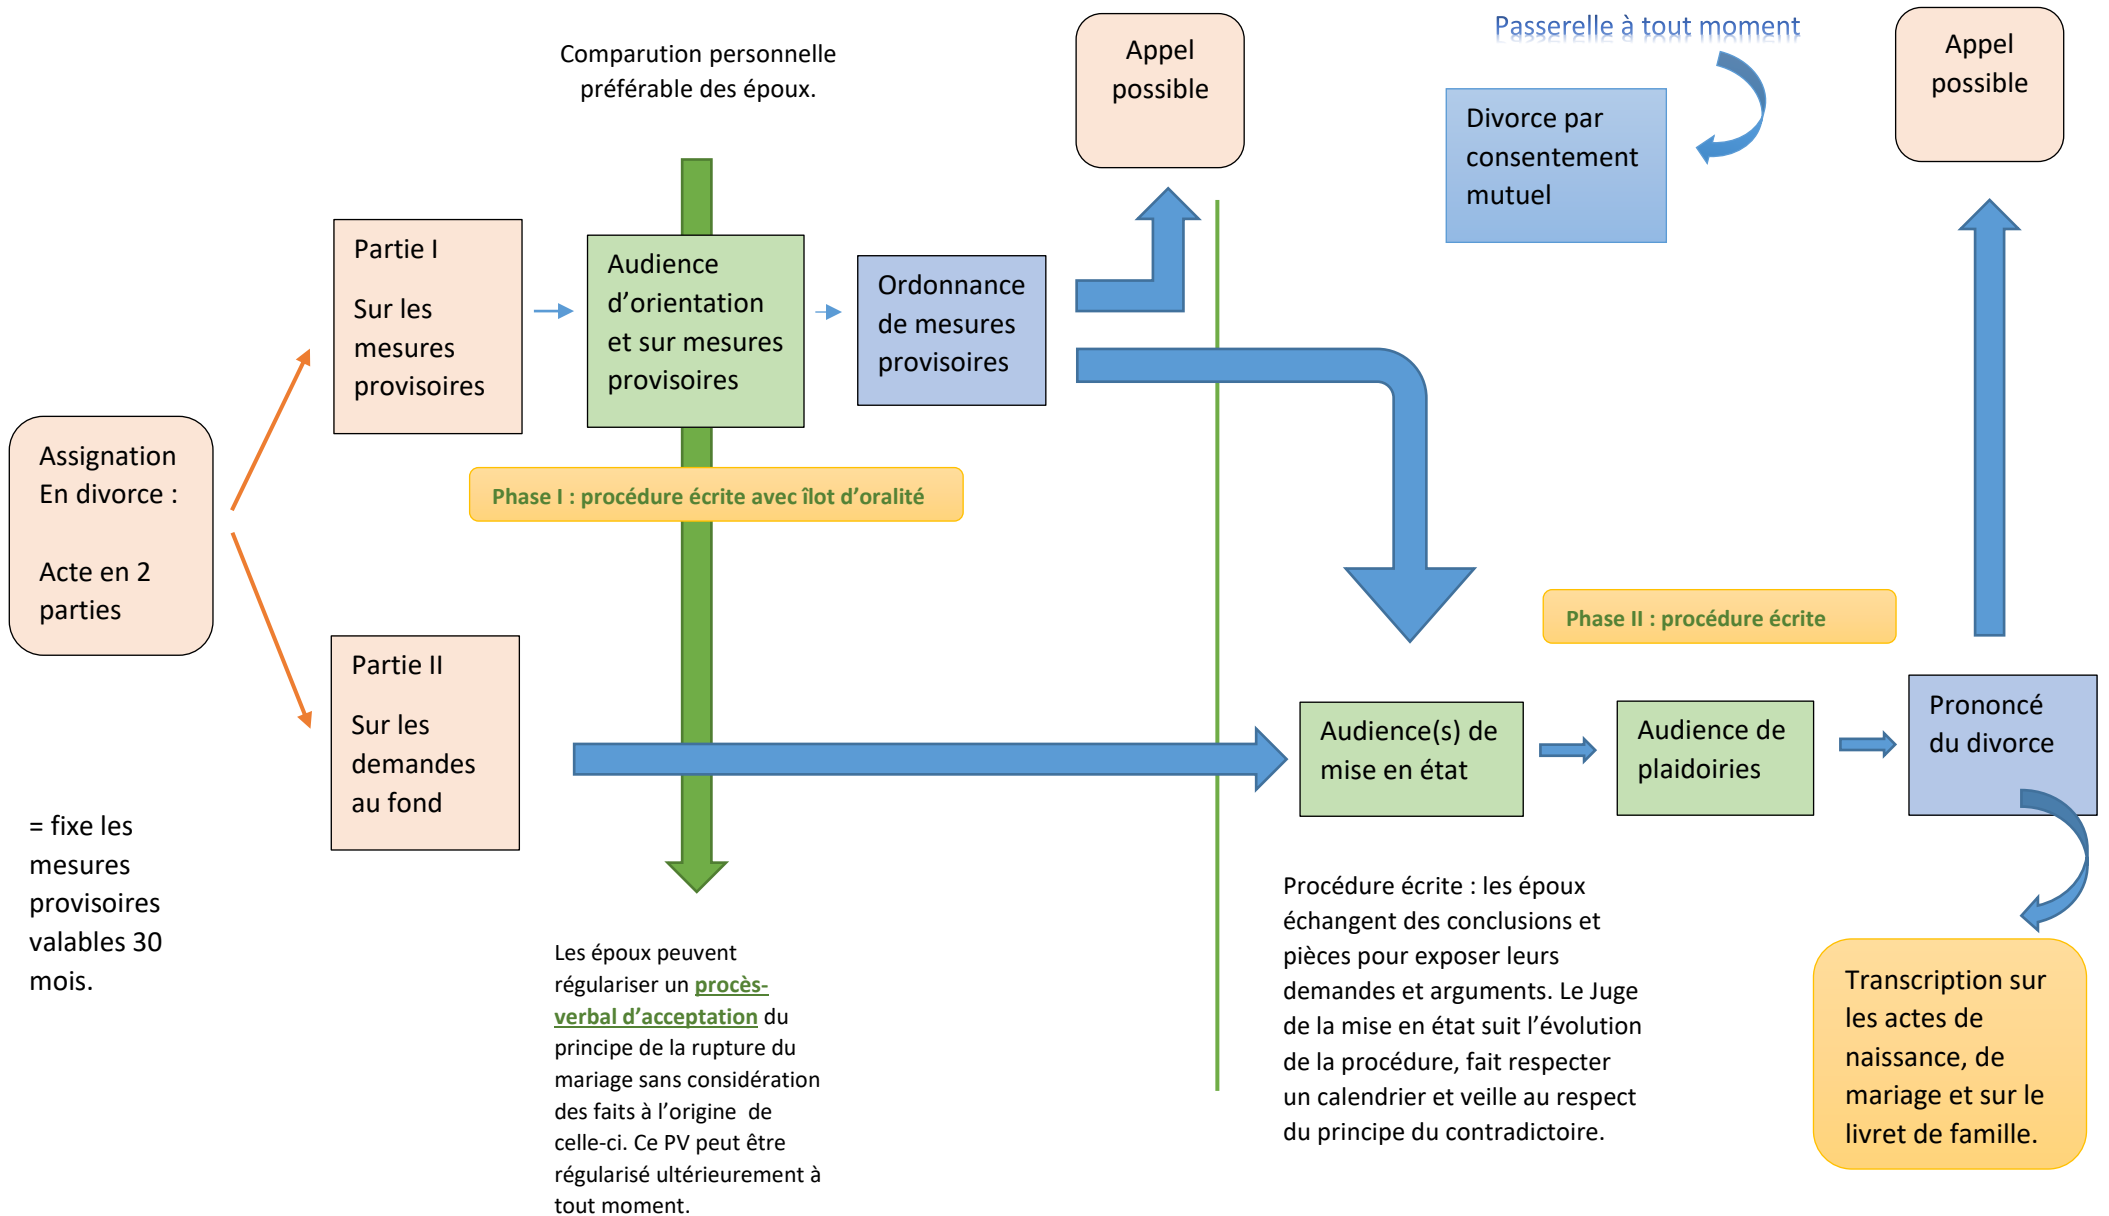 Comparution personnelle
préférable des époux.
Appel
possible
Passerelle à tout moment
Divorce par
consentement
mutuel
Appel
possible
Partie I
Sur les
mesures
provisoires
Audience
d’orientation
et sur mesures
provisoires
Ordonnance
de mesures
provisoires
Assignation
En divorce :
Acte en 2
parties
Phase I : procédure écrite avec îlot d’oralité
Phase II : procédure écrite
Partie II
Sur les
demandes
au fond
Audience(s) de
mise en état
Audience de
plaidoiries
Prononcé
du divorce
= fixe les
mesures
provisoires
valables 30
mois.
Les époux peuvent
régulariser un procès-
verbal d’acceptation du
principe de la rupture du
mariage sans considération
des faits à l’origine  de
celle-ci. Ce PV peut être
régularisé ultérieurement à
tout moment.
Procédure écrite : les époux
échangent des conclusions et
pièces pour exposer leurs
demandes et arguments. Le Juge
de la mise en état suit l’évolution
de la procédure, fait respecter
un calendrier et veille au respect
du principe du contradictoire.
Transcription sur
les actes de
naissance, de
mariage et sur le
livret de famille.